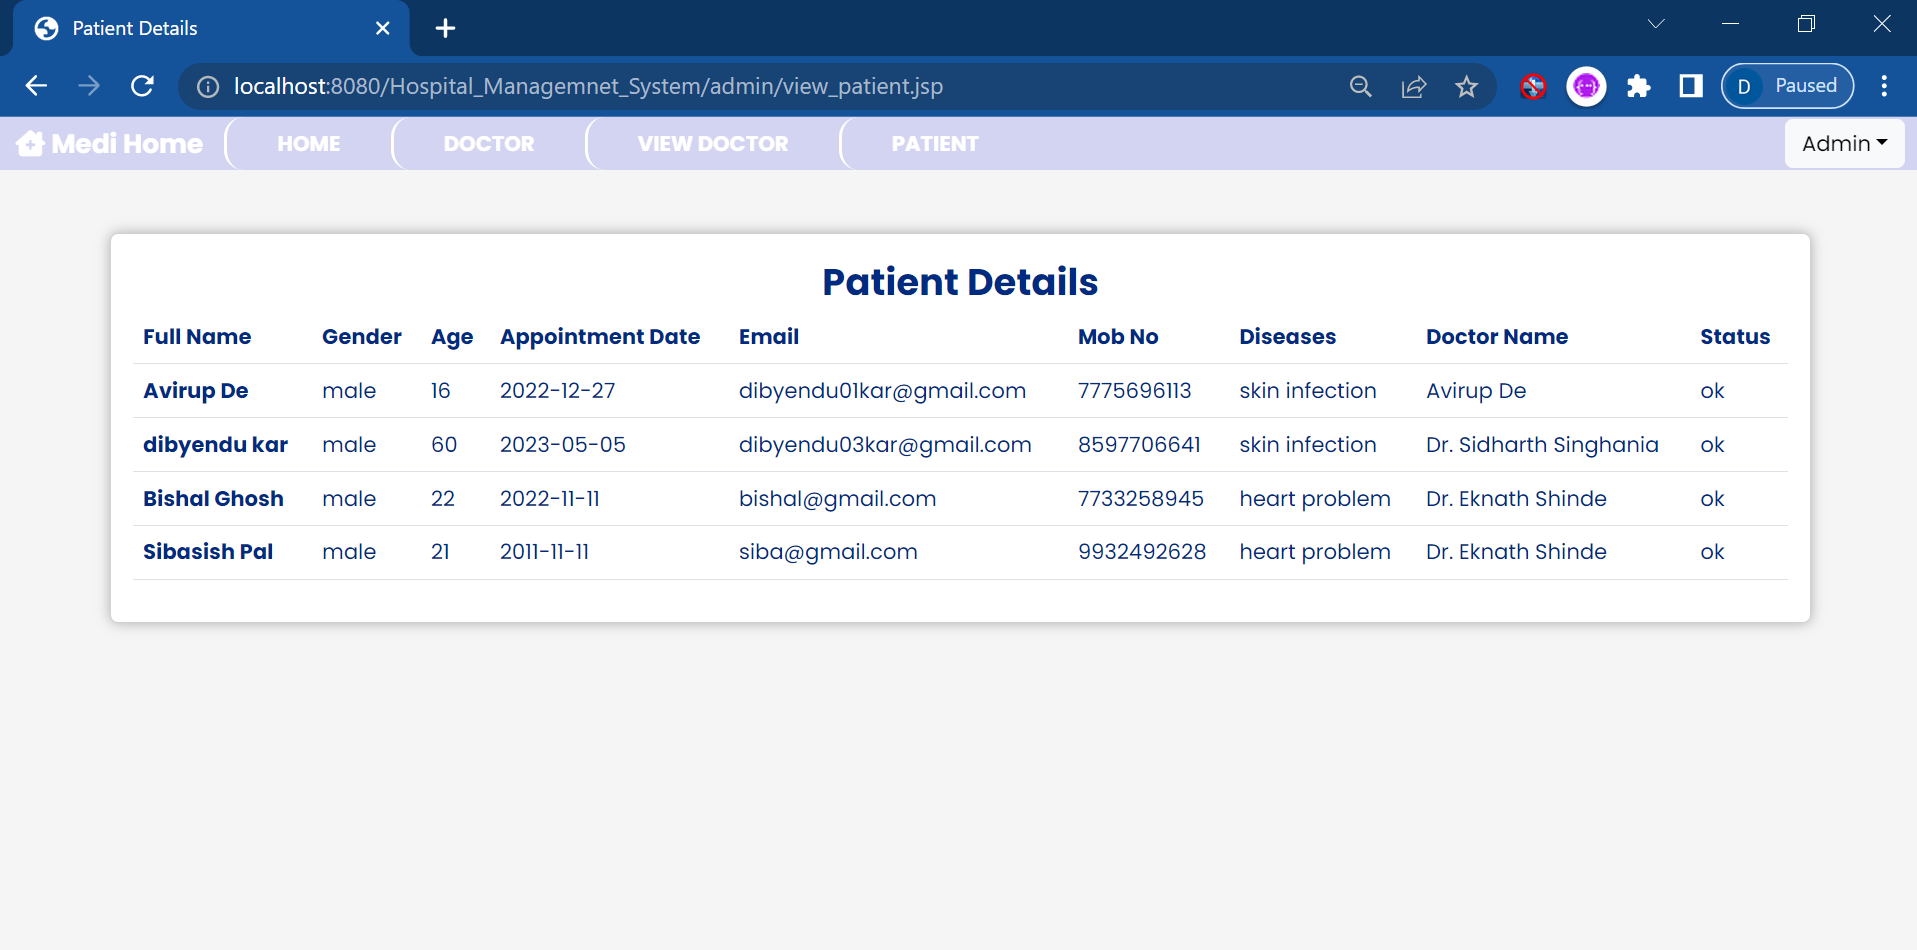 Patient Details
localhost:8080/Hospital_Managemnet_System/admin/view_patient.jsp
D Paused
Medi Home HOME DOCTOR VIEW DOCTOR PATIENT Admin
Patient Details
Full Name Gender Age Appointment Date Email Mob No Diseases Doctor Name Status
Avirup De male 16 2022-12-27 dibyendu01kar@gmail.com 7775696113 skin infection Avirup De ok
dibyendu kar male 60 2023-05-05 dibyendu03kar@gmail.com 8597706641 skin infection Dr. Sidharth Singhania ok
Bishal Ghosh male 22 2022-11-11 bishal@gmail.com 7733258945 heart problem Dr. Eknath Shinde ok
Sibasish Pal male 21 2011-11-11 siba@gmail.com 9932492628 heart problem Dr. Eknath Shinde ok